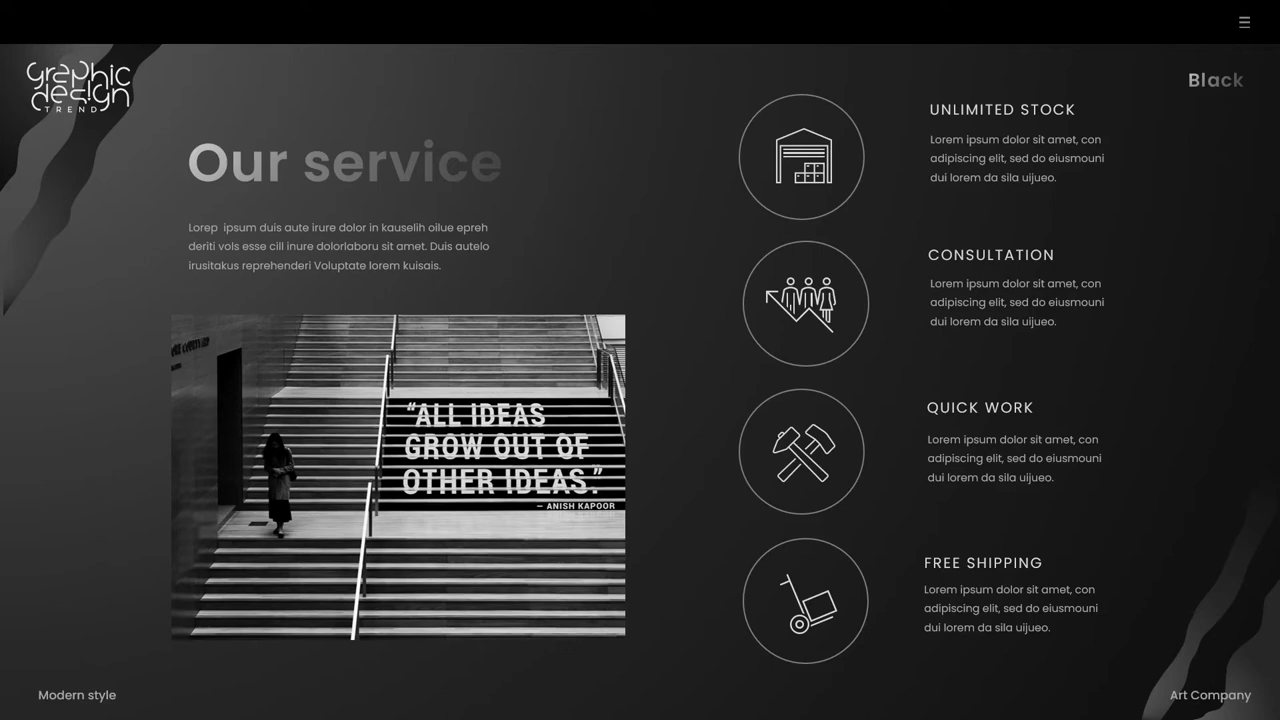 graphic
design
TREND
Black
Our service
Lorep ipsum duis aute irure dolor in kauselih oilue epreh
deriti vols esse cill inure dolorlaboru sit amet. Duis autelo
irusitakus reprehenderi Voluptate lorem kuisais.
“ALL IDEAS
GROW OUT OF
OTHER IDEAS.”
— ANISH KAPOOR
UNLIMITED STOCK
Lorem ipsum dolor sit amet, con
adipiscing elit, sed do eiusmouni
dui lorem da sila uijueo.
CONSULTATION
Lorem ipsum dolor sit amet, con
adipiscing elit, sed do eiusmouni
dui lorem da sila uijueo.
QUICK WORK
Lorem ipsum dolor sit amet, con
adipiscing elit, sed do eiusmouni
dui lorem da sila uijueo.
FREE SHIPPING
Lorem ipsum dolor sit amet, con
adipiscing elit, sed do eiusmouni
dui lorem da sila uijueo.
Modern style
Art Company